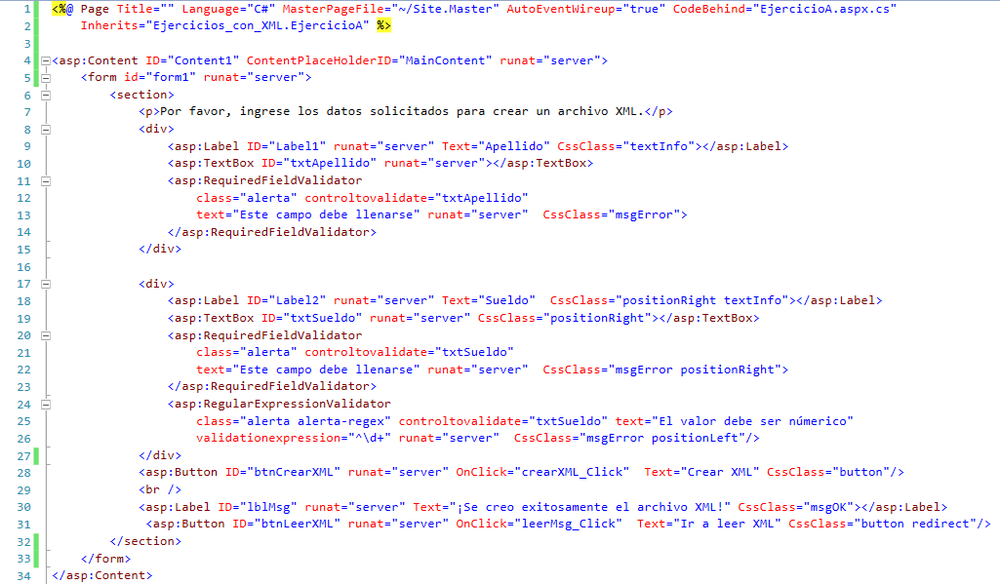 1 <%@ Page Title="" Language="C#" MasterPageFile="~/Site.Master" AutoEventWireup="true" CodeBehind="EjercicioA.aspx.cs"
2     Inherits="Ejercicios_con_XML.EjercicioA" %>
3
4 <asp:Content ID="Content1" ContentPlaceHolderID="MainContent" runat="server">
5     <form id="form1" runat="server">
6         <section>
7             <p>Por favor, ingrese los datos solicitados para crear un archivo XML.</p>
8             <div>
9                 <asp:Label ID="Label1" runat="server" Text="Apellido" CssClass="textInfo"></asp:Label>
10                 <asp:TextBox ID="txtApellido" runat="server"></asp:TextBox>
11                 <asp:RequiredFieldValidator
12                     class="alerta" controltovalidate="txtApellido"
13                     text="Este campo debe llenarse" runat="server"  CssClass="msgError">
14                 </asp:RequiredFieldValidator>
15             </div>
16
17             <div>
18                 <asp:Label ID="Label2" runat="server" Text="Sueldo"  CssClass="positionRight textInfo"></asp:Label>
19                 <asp:TextBox ID="txtSueldo" runat="server" CssClass="positionRight"></asp:TextBox>
20                 <asp:RequiredFieldValidator
21                     class="alerta" controltovalidate="txtSueldo"
22                     text="Este campo debe llenarse" runat="server"  CssClass="msgError positionRight">
23                 </asp:RequiredFieldValidator>
24                 <asp:RegularExpressionValidator
25                     class="alerta alerta-regex" controltovalidate="txtSueldo" text="El valor debe ser númerico"
26                     validationexpression="^\d+" runat="server"  CssClass="msgError positionLeft"/>
27             </div>
28             <asp:Button ID="btnCrearXML" runat="server" OnClick="crearXML_Click"  Text="Crear XML" CssClass="button"/>
29             <br />
30             <asp:Label ID="lblMsg" runat="server" Text="¡Se creo exitosamente el archivo XML!" CssClass="msgOK"></asp:Label>
31              <asp:Button ID="btnLeerXML" runat="server" OnClick="leerMsg_Click"  Text="Ir a leer XML" CssClass="button redirect"/>
32         </section>
33     </form>
34 </asp:Content>